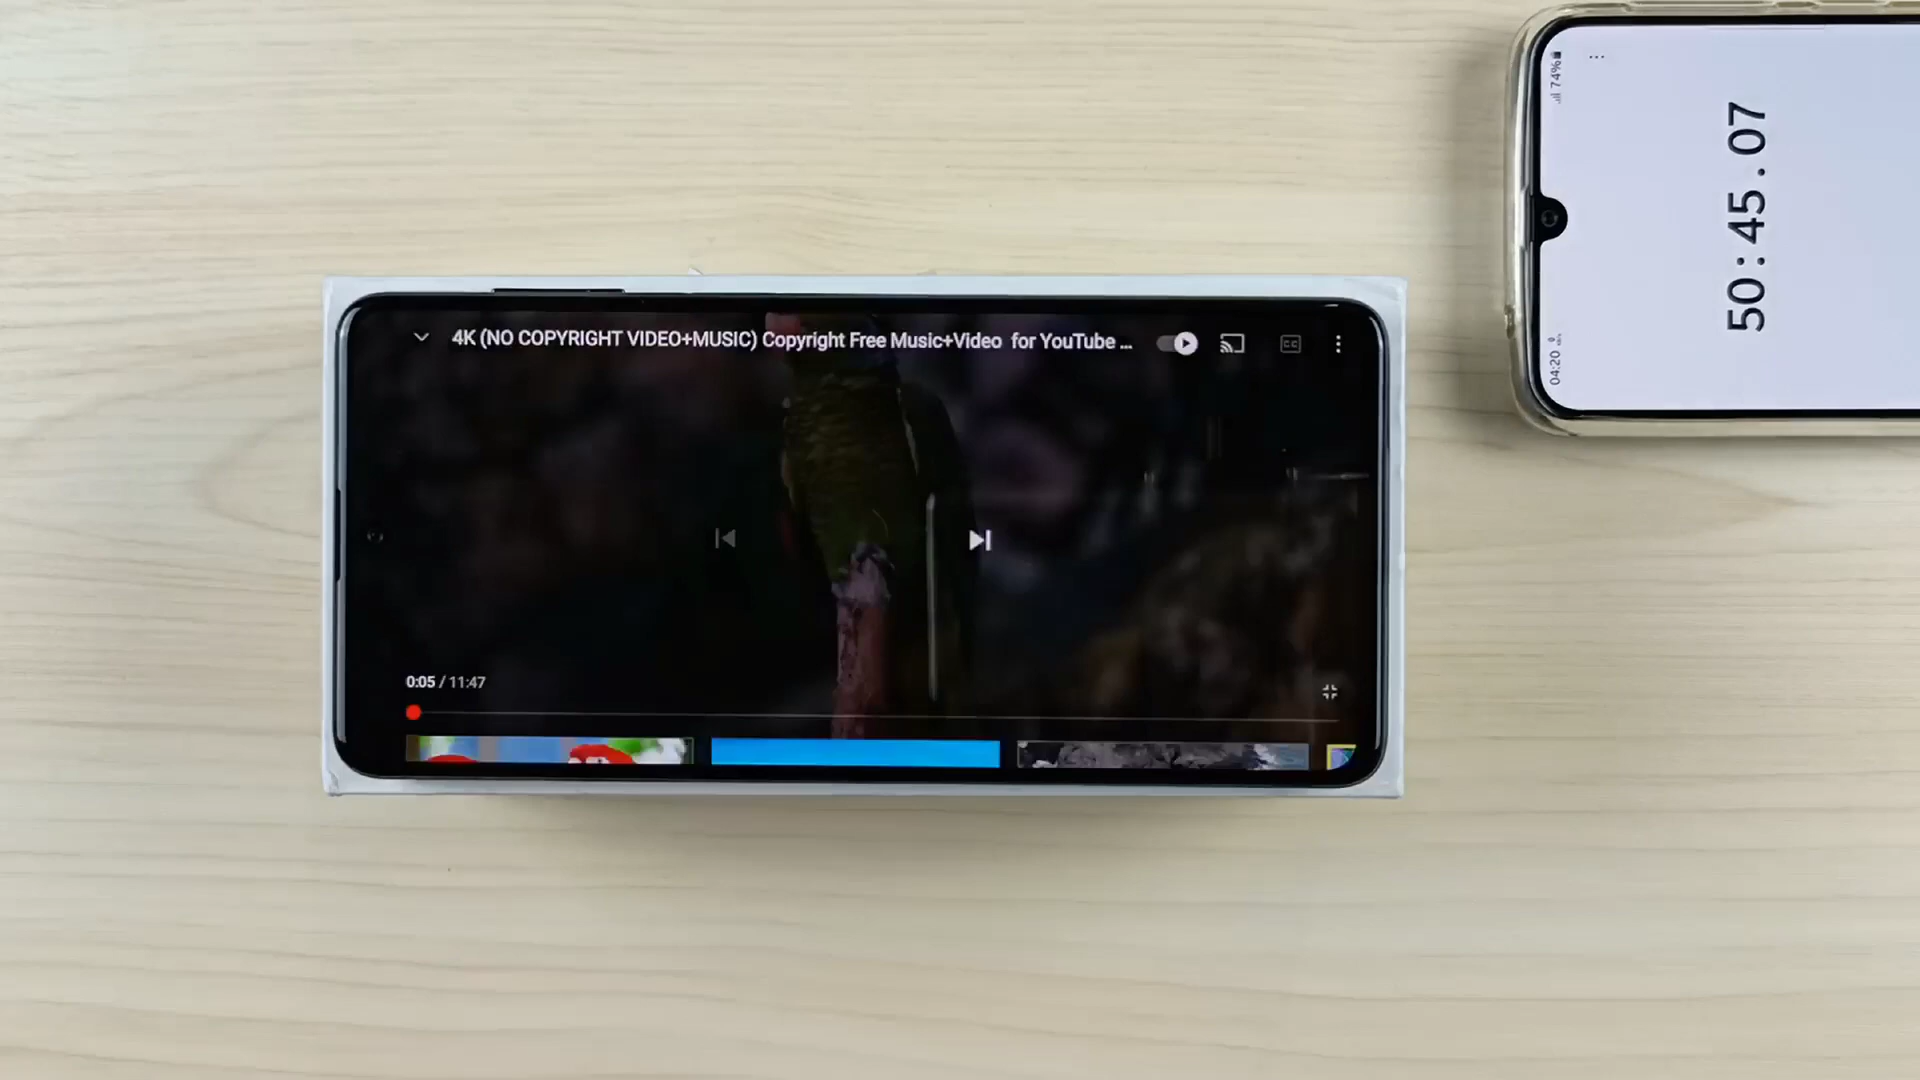 4K (NO COPYRIGHT VIDEO+MUSIC) Copyright Free Music+Video for YouTube ...
CC
0:05 / 11:47
74%
50:45.07
04:20